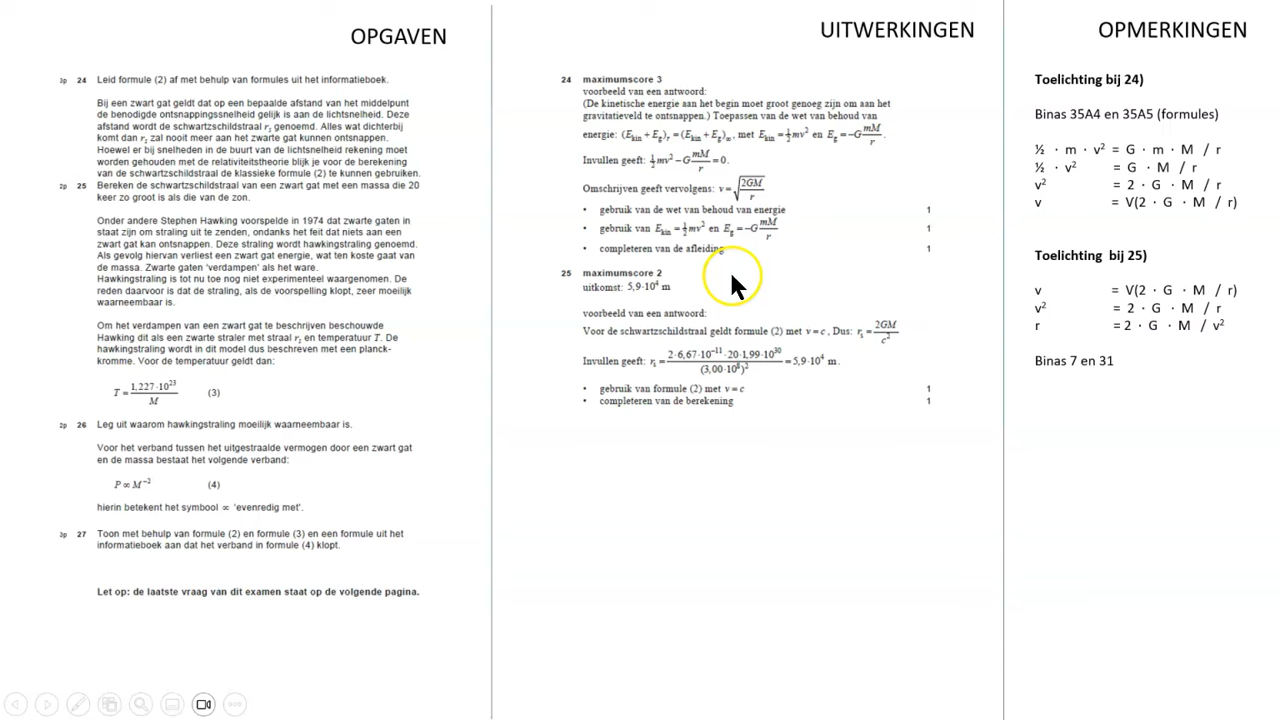 OPGAVEN
3p 24 Leid formule (2) af met behulp van formules uit het informatieboek.
Bij een zwart gat geldt dat op een bepaalde afstand van het middelpunt
de benodigde ontsnappingssnelheid gelijk is aan de lichtsnelheid. Deze
afstand wordt de schwartzschildstraal rs genoemd. Alles wat dichterbij
komt dan rs zal nooit meer aan het zwarte gat kunnen ontsnappen.
Hoewel er bij snelheden in de buurt van de lichtsnelheid rekening moet
worden gehouden met de relativiteitstheorie blijk je voor de berekening
van de schwartzschildstraal de klassieke formule (2) te kunnen gebruiken.
2p 25 Bereken de schwartzschildstraal van een zwart gat met een massa die 20
keer zo groot is als die van de zon.
Onder andere Stephen Hawking voorspelde in 1974 dat zwarte gaten in
staat zijn om straling uit te zenden, ondanks het feit dat niets aan een
zwart gat kan ontsnappen. Deze straling wordt hawkingstraling genoemd.
Als gevolg hiervan verliest een zwart gat energie, wat ten koste gaat van
de massa. Zwarte gaten 'verdampen' als het ware.
Hawkingstraling is tot nu toe nog niet experimenteel waargenomen. De
reden daarvoor is dat de straling, als de voorspelling klopt, zeer moeilijk
waarneembaar is.
Om het verdampen van een zwart gat te beschrijven beschouwde
Hawking dit als een zwarte straler met straal rs en temperatuur T. De
hawkingstraling wordt in dit model dus beschreven met een planck-
kromme. Voor de temperatuur geldt dan:
T = 1,227·10²³ / M (3)
2p 26 Leg uit waarom hawkingstraling moeilijk waarneembaar is.
Voor het verband tussen het uitgestraalde vermogen door een zwart gat
en de massa bestaat het volgende verband:
P ∝ M⁻² (4)
hierin betekent het symbool ∝ 'evenredig met'.
3p 27 Toon met behulp van formule (2) en formule (3) en een formule uit het
informatieboek aan dat het verband in formule (4) klopt.
Let op: de laatste vraag van dit examen staat op de volgende pagina.
UITWERKINGEN
24 maximumscore 3
voorbeeld van een antwoord:
(De kinetische energie aan het begin moet groot genoeg zijn om aan het
gravitatieveld te ontsnappen.) Toepassen van de wet van behoud van
energie: (Ekin + Eg)r = (Ekin + Eg)∞, met Ekin = ½mv² en Eg = −G mM / r.
Invullen geeft: ½mv² − G mM / r = 0.
Omschrijven geeft vervolgens: v = √(2GM / r)
• gebruik van de wet van behoud van energie 1
• gebruik van Ekin = ½mv² en Eg = −G mM / r 1
• completeren van de afleiding 1
25 maximumscore 2
uitkomst: 5,9·10⁴ m
voorbeeld van een antwoord:
Voor de schwartzschildstraal geldt formule (2) met v = c, Dus: rs = 2GM / c²
Invullen geeft: rs = 2·6,67·10⁻¹¹·20·1,99·10³⁰ / (3,00·10⁸)² = 5,9·10⁴ m.
• gebruik van formule (2) met v = c 1
• completeren van de berekening 1
OPMERKINGEN
Toelichting bij 24)
Binas 35A4 en 35A5 (formules)
½ · m · v² = G · m · M / r
½ · v² = G · M / r
v² = 2 · G · M / r
v = V(2 · G · M / r)
Toelichting bij 25)
v = V(2 · G · M / r)
v² = 2 · G · M / r
r = 2 · G · M / v²
Binas 7 en 31